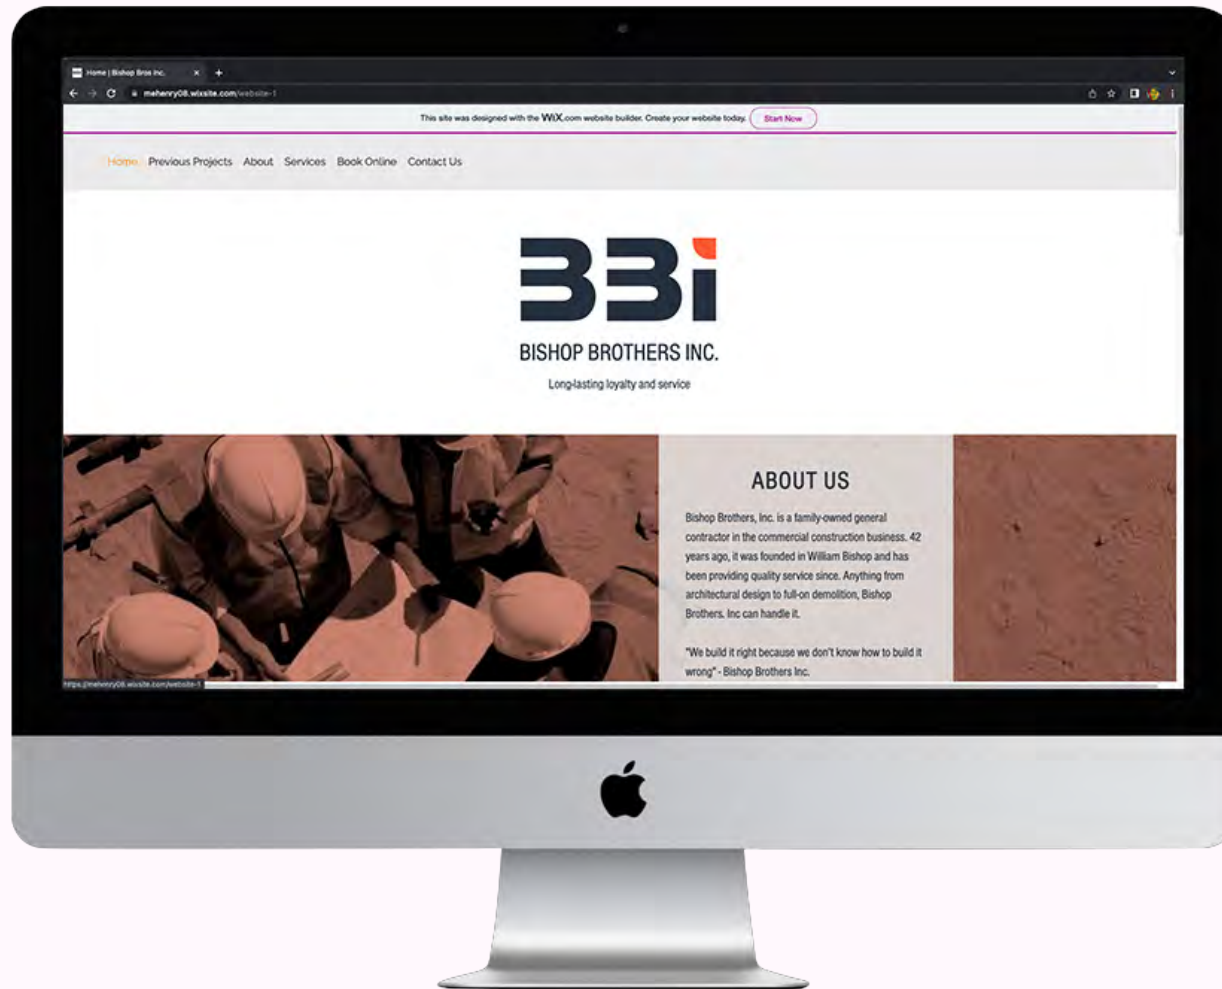 Home | Bishop Bros Inc.
mehenry08.wixsite.com/website-1
This site was designed with the WiX.com website builder. Create your website today. Start Now
Home Previous Projects About Services Book Online Contact Us
BBi
BISHOP BROTHERS INC.
Long-lasting loyalty and service
ABOUT US
Bishop Brothers, Inc. is a family-owned general
contractor in the commercial construction business. 42
years ago, it was founded in William Bishop and has
been providing quality service since. Anything from
architectural design to full-on demolition, Bishop
Brothers. Inc can handle it.
"We build it right because we don't know how to build it
wrong" - Bishop Brothers Inc.
https://mehenry08.wixsite.com/website-1